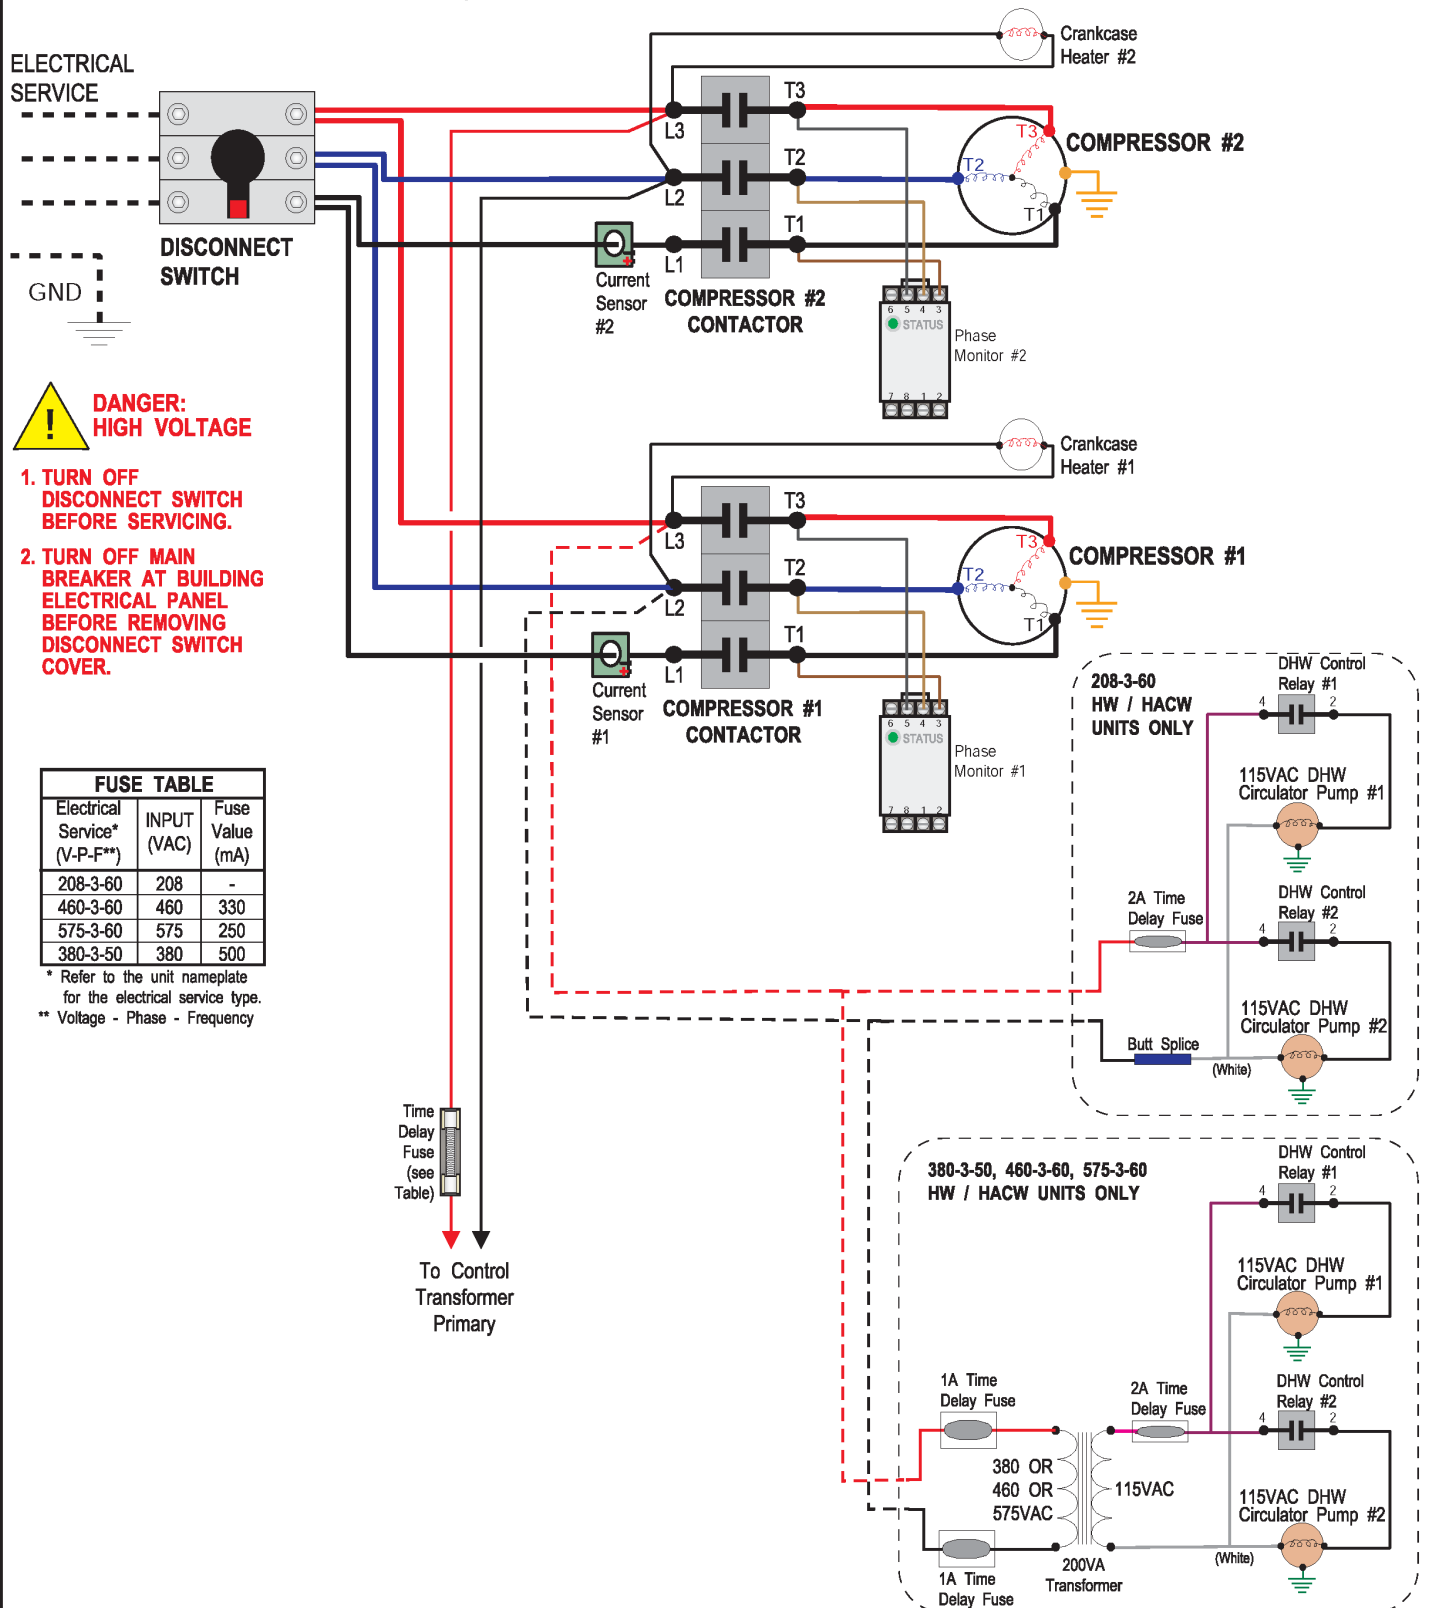 ELECTRICAL
SERVICE
GND
DISCONNECT
SWITCH
Crankcase
Heater #2
T3
L3
T2
L2
T1
L1
T3
T2
T1
COMPRESSOR #2
Current
Sensor
#2
COMPRESSOR #2
CONTACTOR
6 5 4 3
STATUS
7 8 1 2
Phase
Monitor #2
!
DANGER:
HIGH VOLTAGE
1. TURN OFF
DISCONNECT SWITCH
BEFORE SERVICING.
2. TURN OFF MAIN
BREAKER AT BUILDING
ELECTRICAL PANEL
BEFORE REMOVING
DISCONNECT SWITCH
COVER.
Crankcase
Heater #1
T3
L3
T2
L2
T1
L1
T3
T2
T1
COMPRESSOR #1
Current
Sensor
#1
COMPRESSOR #1
CONTACTOR
6 5 4 3
STATUS
7 8 1 2
Phase
Monitor #1
FUSE TABLE
Electrical Service* (V-P-F**) INPUT (VAC) Fuse Value (mA)
208-3-60 208 -
460-3-60 460 330
575-3-60 575 250
380-3-50 380 500
* Refer to the unit nameplate
for the electrical service type.
** Voltage - Phase - Frequency
208-3-60
HW / HACW
UNITS ONLY
DHW Control
Relay #1
4 2
115VAC DHW
Circulator Pump #1
2A Time
Delay Fuse
DHW Control
Relay #2
4 2
115VAC DHW
Circulator Pump #2
Butt Splice
(White)
Time
Delay
Fuse
(see
Table)
To Control
Transformer
Primary
380-3-50, 460-3-60, 575-3-60
HW / HACW UNITS ONLY
DHW Control
Relay #1
4 2
115VAC DHW
Circulator Pump #1
1A Time
Delay Fuse
2A Time
Delay Fuse
DHW Control
Relay #2
4 2
380 OR
460 OR
575VAC
115VAC
115VAC DHW
Circulator Pump #2
(White)
1A Time
Delay Fuse
200VA
Transformer